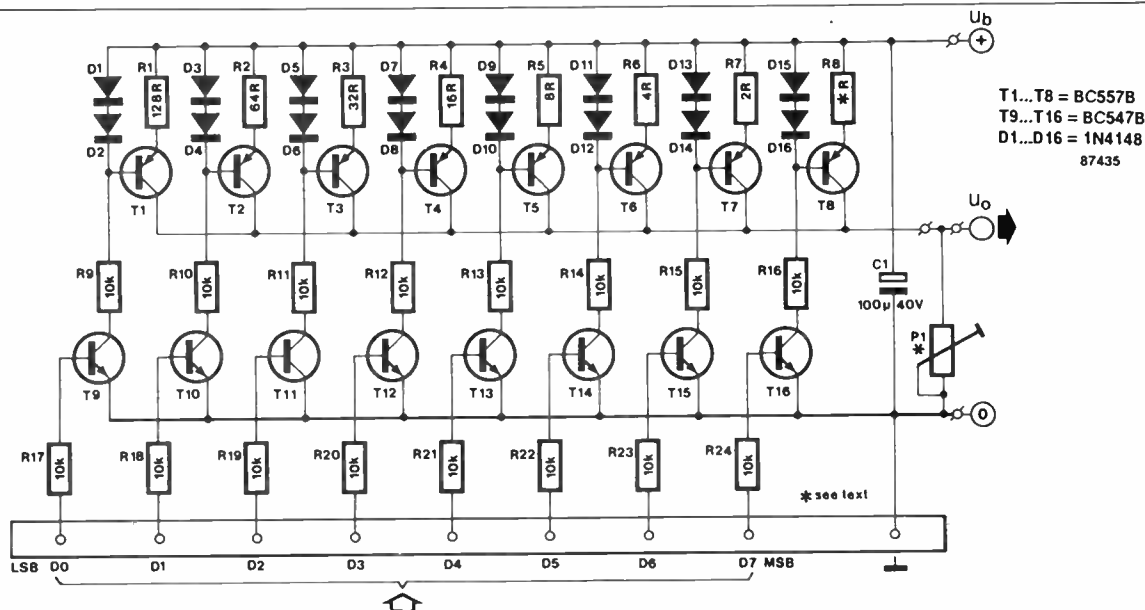 Ub
+
D1 R1 D3 R2 D5 R3 D7 R4 D9 R5 D11 R6 D13 R7 D15 R8
128R 64R 32R 16R 8R 4R 2R *R
D2 D4 D6 D8 D10 D12 D14 D16
T1 T2 T3 T4 T5 T6 T7 T8
T1...T8 = BC557B
T9...T16 = BC547B
D1...D16 = 1N4148
87435
Uo
R9 10k R10 10k R11 10k R12 10k R13 10k R14 10k R15 10k R16 10k
C1
100µ 40V
P1
*
T9 T10 T11 T12 T13 T14 T15 T16
0
R17 10k R18 10k R19 10k R20 10k R21 10k R22 10k R23 10k R24 10k
* see text
LSB D0 D1 D2 D3 D4 D5 D6 D7 MSB